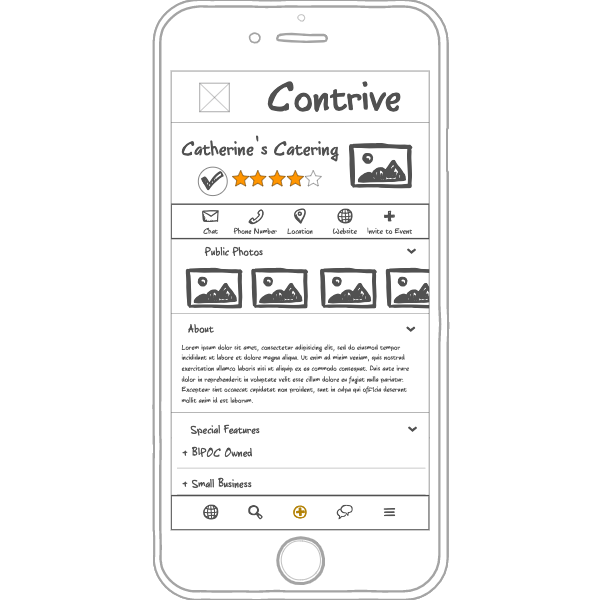 Contrive
Catherine's Catering
Chat Phone Number Location Website Invite to Event
Public Photos
About
Lorem ipsum dolor sit amet, consectetur adipisicing elit, sed do eiusmod tempor
incididunt ut labore et dolore magna aliqua. Ut enim ad minim veniam, quis nostrud
exercitation ullamco laboris nisi ut aliquip ex ea commodo consequat. Duis aute irure
dolor in reprehenderit in voluptate velit esse cillum dolore eu fugiat nulla pariatur.
Excepteur sint occaecat cupidatat non proident, sunt in culpa qui officia deserunt
mollit anim id est laborum.
Special Features
+ BIPOC Owned
+ Small Business